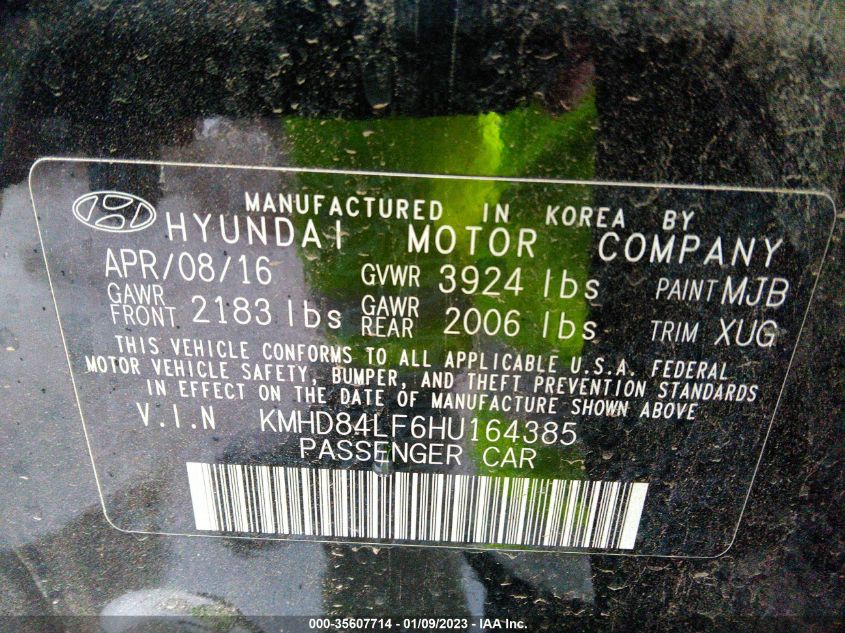 MANUFACTURED IN KOREA BY
HYUNDAI MOTOR COMPANY
APR/08/16 GVWR 3924 lbs PAINT MJB
GAWR FRONT 2183 lbs GAWR REAR 2006 lbs TRIM XUG
THIS VEHICLE CONFORMS TO ALL APPLICABLE U.S.A. FEDERAL
MOTOR VEHICLE SAFETY, BUMPER, AND THEFT PREVENTION STANDARDS
IN EFFECT ON THE DATE OF MANUFACTURE SHOWN ABOVE
V.I.N KMHD84LF6HU164385
PASSENGER CAR
000-35607714 - 01/09/2023 - © IAA Inc.